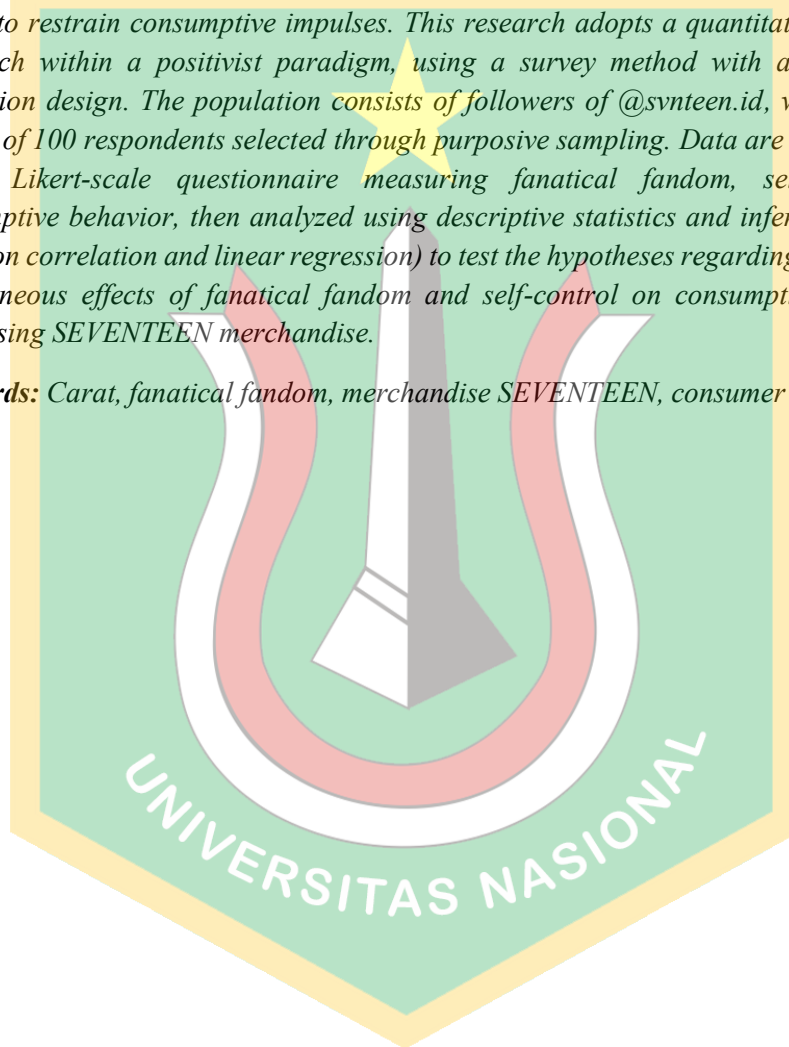 to restrain consumptive impulses. This research adopts a quantitat
ch within a positivist paradigm, using a survey method with a
ion design. The population consists of followers of @svnteen.id, w
of 100 respondents selected through purposive sampling. Data are
Likert-scale questionnaire measuring fanatical fandom, se
ptive behavior, then analyzed using descriptive statistics and infer
on correlation and linear regression) to test the hypotheses regarding
neous effects of fanatical fandom and self-control on consumpti
sing SEVENTEEN merchandise.
rds: Carat, fanatical fandom, merchandise SEVENTEEN, consumer
UNIVERSITAS NASIONAL